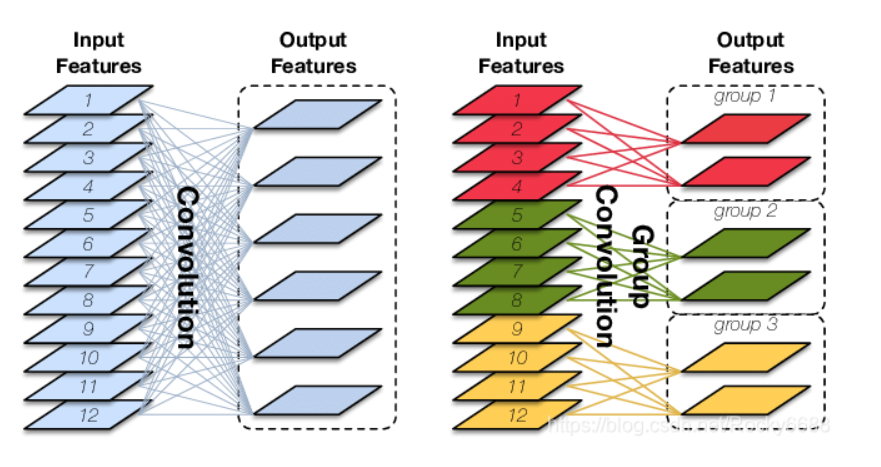 Input
Features
Output
Features
1
2
3
4
5
6
7
8
9
10
11
12
Convolution
Input
Features
Output
Features
1
2
3
4
5
6
7
8
9
10
11
12
Group
Convolution
group 1
group 2
group 3
https://blog.csdn.net/Rocky6688